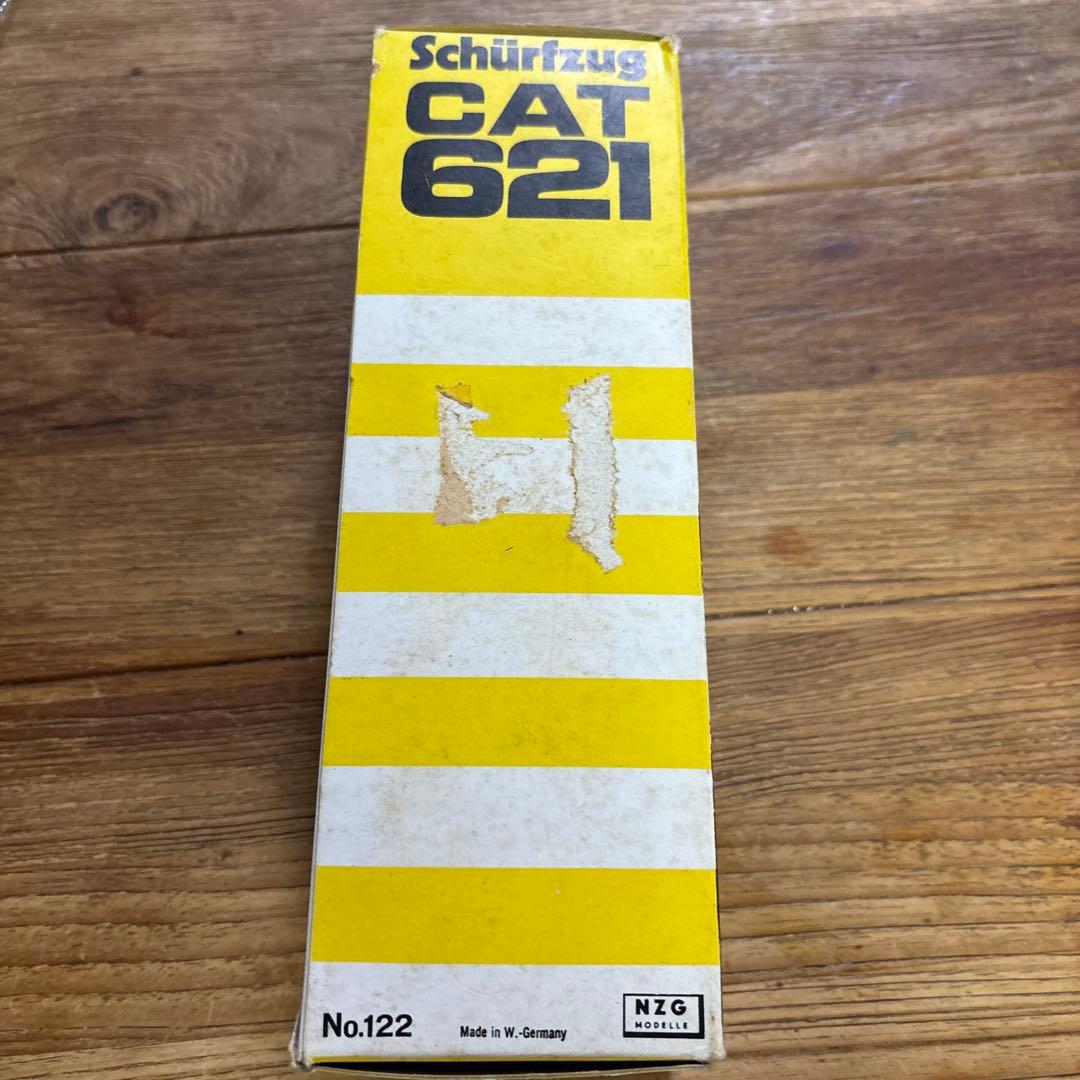 Schürfzug
CAT
621
No.122
Made in W.-Germany
NZG
MODELLE